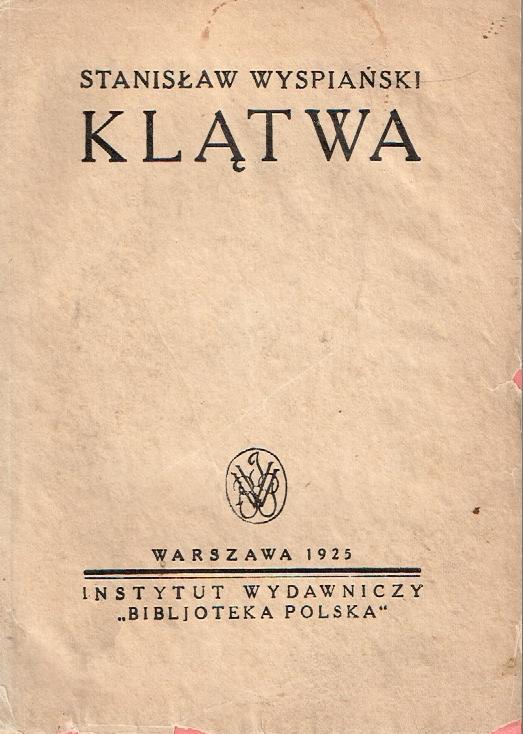 STANISŁAW WYSPIAŃSKI
KLĄTWA
WARSZAWA 1925
INSTYTUT WYDAWNICZY
„BIBLJOTEKA POLSKA“